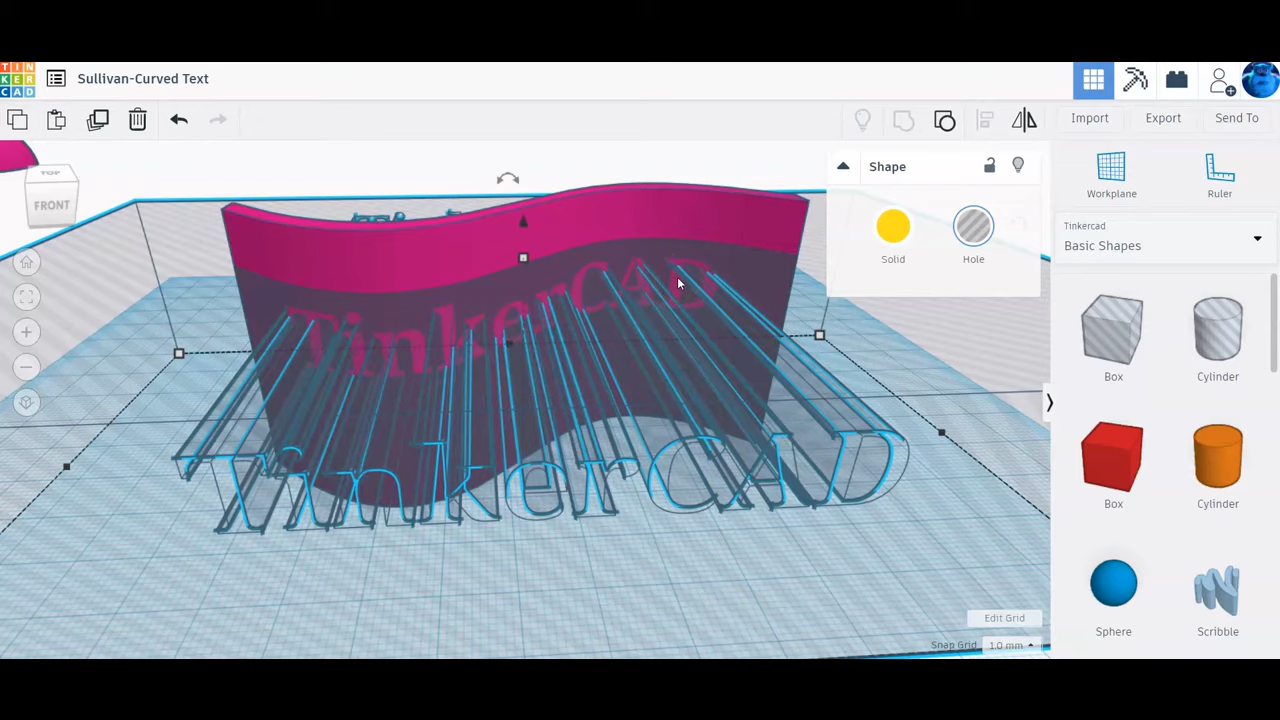 TIN
KER
CAD
Sullivan-Curved Text
Import
Export
Send To
TOP
FRONT
Shape
Solid
Hole
Workplane
Ruler
Tinkercad
Basic Shapes
TinkerCAD
TinkerCAD
Box
Cylinder
Box
Cylinder
Sphere
Scribble
Edit Grid
Snap Grid 1.0 mm